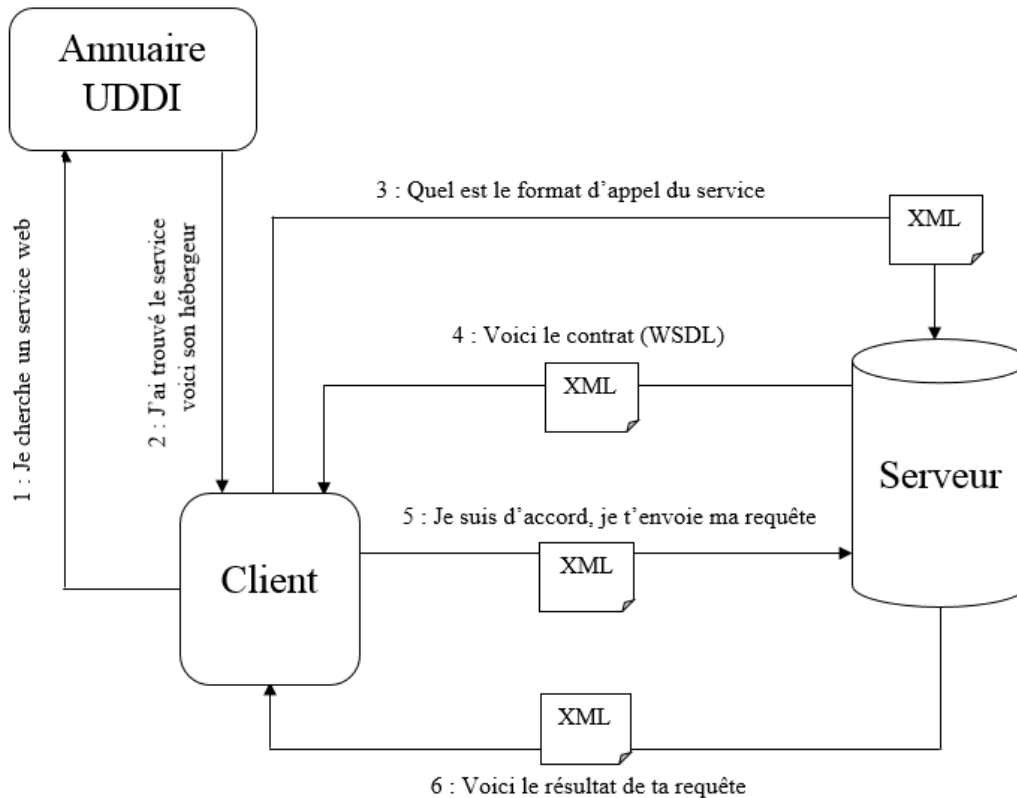 Annuaire
UDDI
3 : Quel est le format d'appel du service
XML
1 : Je cherche un service web
2 : J'ai trouvé le service
voici son hébergeur
4 : Voici le contrat (WSDL)
XML
Serveur
5 : Je suis d'accord, je t'envoie ma requête
Client
XML
XML
6 : Voici le résultat de ta requête